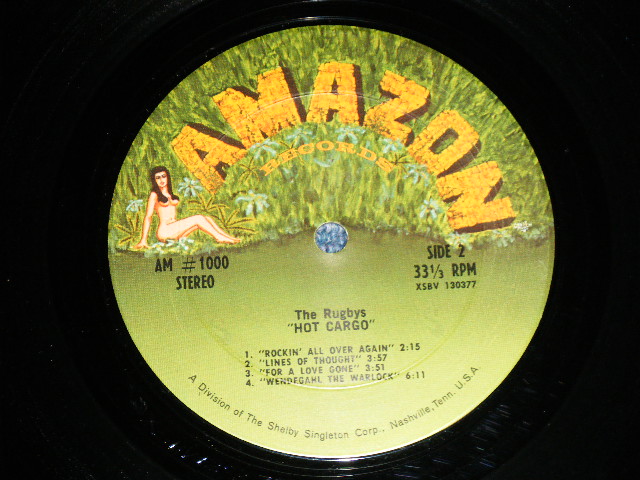 AMAZON
RECORDS
AM #1000
STEREO
SIDE 2
33 1/3 RPM
XSBV 130377
The Rugbys
"HOT CARGO"
1. "ROCKIN' ALL OVER AGAIN" 2:15
2. "LINES OF THOUGHT" 3:57
3. "FOR A LOVE GONE" 3:51
4. "WENDEGAHL THE WARLOCK" 6:11
A Division of The Shelby Singleton Corp., Nashville, Tenn. U.S.A.